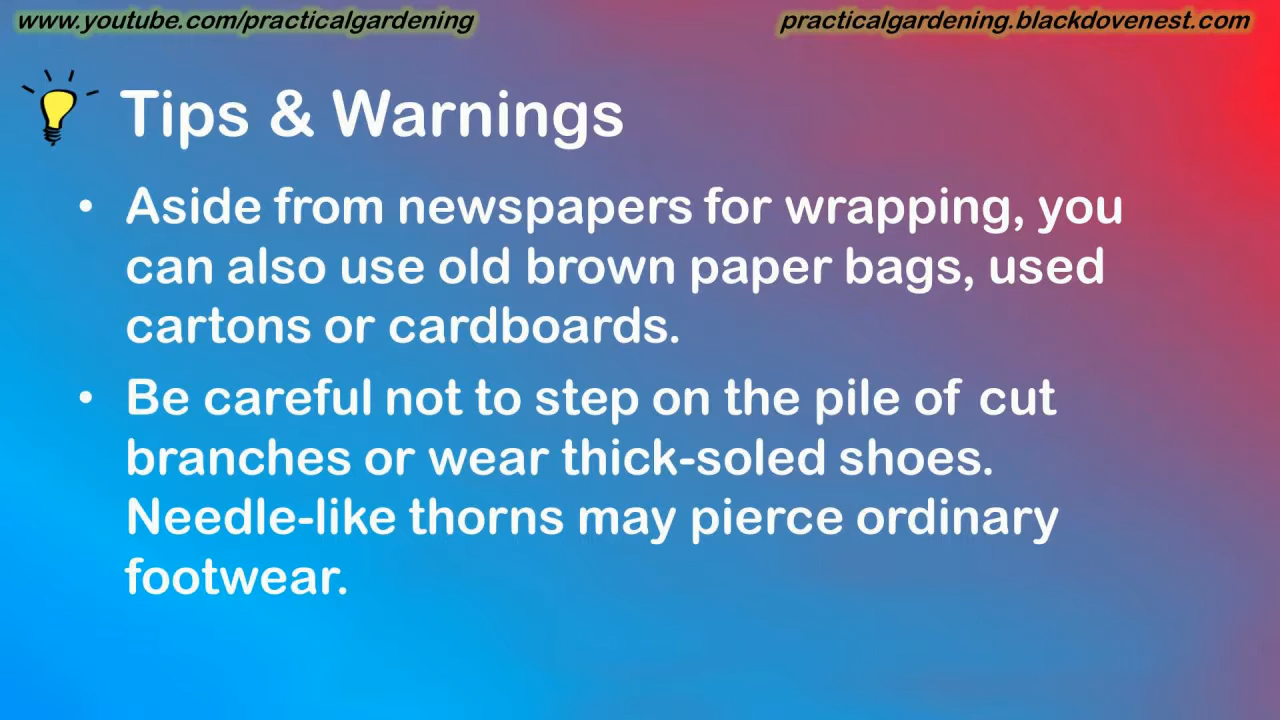 www.youtube.com/practicalgardening
practicalgardening.blackdovenest.com
Tips & Warnings
• Aside from newspapers for wrapping, you
can also use old brown paper bags, used
cartons or cardboards.
• Be careful not to step on the pile of cut
branches or wear thick-soled shoes.
Needle-like thorns may pierce ordinary
footwear.